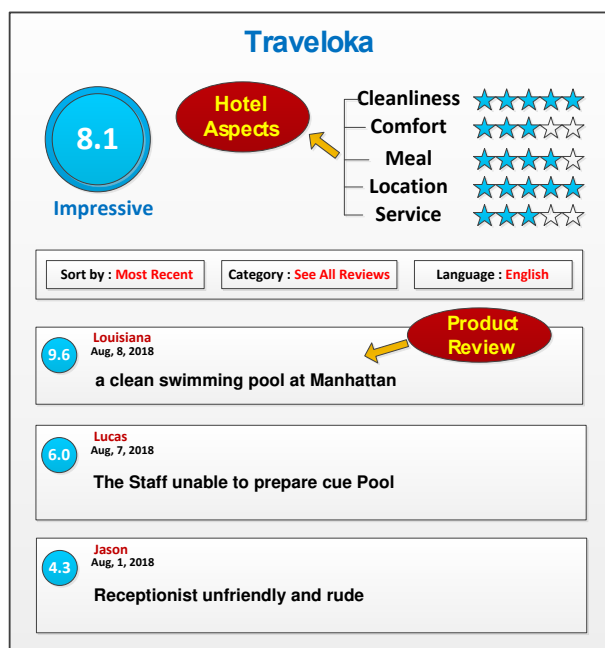 Traveloka
8.1
Impressive
Hotel
Aspects
Cleanliness
Comfort
Meal
Location
Service
Sort by : Most Recent
Category : See All Reviews
Language : English
Product
Review
9.6
Louisiana
Aug, 8, 2018
a clean swimming pool at Manhattan
6.0
Lucas
Aug, 7, 2018
The Staff unable to prepare cue Pool
4.3
Jason
Aug, 1, 2018
Receptionist unfriendly and rude